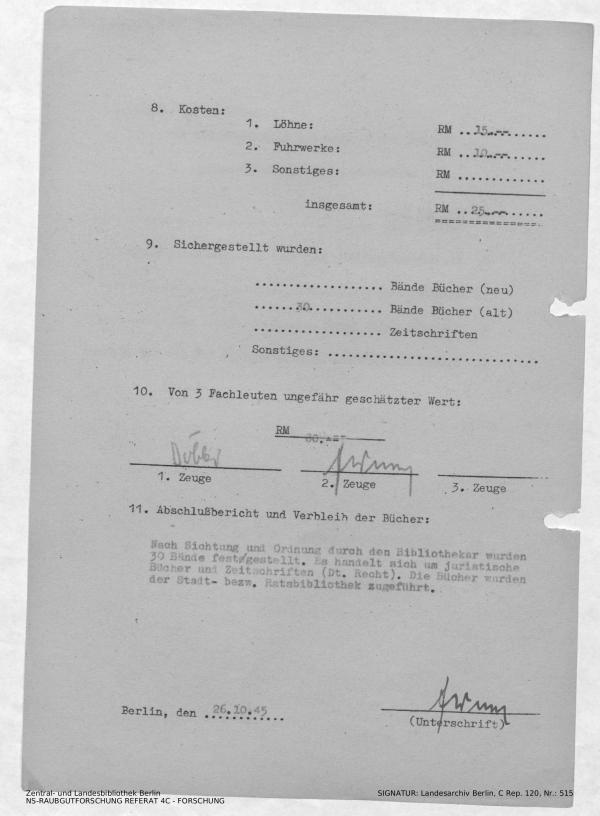 8. Kosten:
1. Löhne: RM ..15.--.......
2. Fuhrwerke: RM ..10.--.......
3. Sonstiges: RM .............
insgesamt: RM ..25.--.......
==================
9. Sichergestellt wurden:
................... Bände Bücher (neu)
......30........... Bände Bücher (alt)
................... Zeitschriften
Sonstiges: ...............................
10. Von 3 Fachleuten ungefähr geschätzter Wert:
RM 60.--
1. Zeuge 2. Zeuge 3. Zeuge
11. Abschlußbericht und Verbleib der Bücher:
Nach Sichtung und Ordnung durch den Bibliothekar wurden
30 Bände fest/gestellt. Es handelt sich um juristische
Bücher und Zeitschriften (Dt. Recht). Die Bücher wurden
der Stadt- bezw. Ratsbibliothek zugeführt.
Berlin, den 26.10.45
(Unterschrift)
Zentral- und Landesbibliothek Berlin
NS-RAUBGUTFORSCHUNG REFERAT 4C - FORSCHUNG
SIGNATUR: Landesarchiv Berlin, C Rep. 120, Nr.: 515